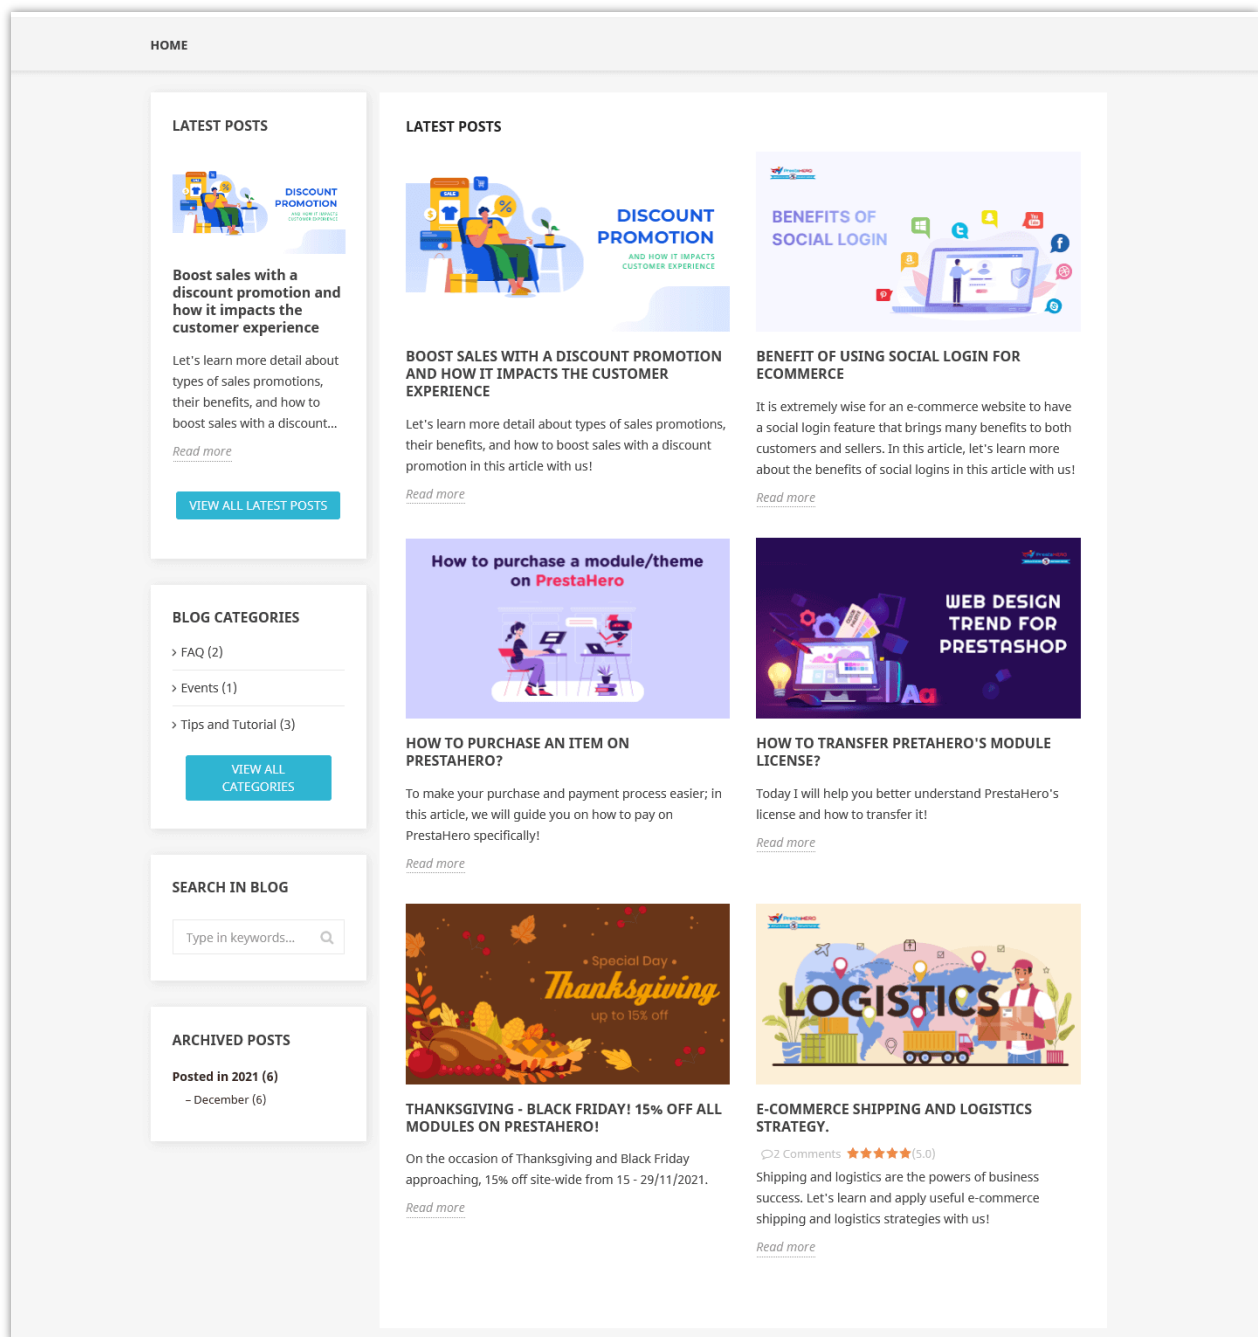 HOME
LATEST POSTS
SALE
%
$
DISCOUNT
PROMOTION
AND HOW IT IMPACTS
CUSTOMER EXPERIENCE
Boost sales with a
discount promotion and
how it impacts the
customer experience
Let's learn more detail about
types of sales promotions,
their benefits, and how to
boost sales with a discount...
Read more
VIEW ALL LATEST POSTS
BLOG CATEGORIES
FAQ (2)
Events (1)
Tips and Tutorial (3)
VIEW ALL
CATEGORIES
SEARCH IN BLOG
Type in keywords...
ARCHIVED POSTS
Posted in 2021 (6)
– December (6)
LATEST POSTS
SALE
%
$
DISCOUNT
PROMOTION
AND HOW IT IMPACTS
CUSTOMER EXPERIENCE
BOOST SALES WITH A DISCOUNT PROMOTION
AND HOW IT IMPACTS THE CUSTOMER
EXPERIENCE
Let's learn more detail about types of sales promotions,
their benefits, and how to boost sales with a discount
promotion in this article with us!
Read more
PrestaHERO
BENEFITS OF
SOCIAL LOGIN
You
Tube
BENEFIT OF USING SOCIAL LOGIN FOR
ECOMMERCE
It is extremely wise for an e-commerce website to have
a social login feature that brings many benefits to both
customers and sellers. In this article, let's learn more
about the benefits of social logins in this article with us!
Read more
How to purchase a module/theme
on PrestaHero
HOW TO PURCHASE AN ITEM ON
PRESTAHERO?
To make your purchase and payment process easier; in
this article, we will guide you on how to pay on
PrestaHero specifically!
Read more
PrestaHERO
WEB DESIGN
TREND FOR
PRESTASHOP
Aa
HOW TO TRANSFER PRETAHERO'S MODULE
LICENSE?
Today I will help you better understand PrestaHero's
license and how to transfer it!
Read more
• Special Day •
Thanksgiving
up to 15% off
THANKSGIVING - BLACK FRIDAY! 15% OFF ALL
MODULES ON PRESTAHERO!
On the occasion of Thanksgiving and Black Friday
approaching, 15% off site-wide from 15 - 29/11/2021.
Read more
PrestaHERO
LOGISTICS
E-COMMERCE SHIPPING AND LOGISTICS
STRATEGY.
2 Comments ★★★★★(5.0)
Shipping and logistics are the powers of business
success. Let's learn and apply useful e-commerce
shipping and logistics strategies with us!
Read more